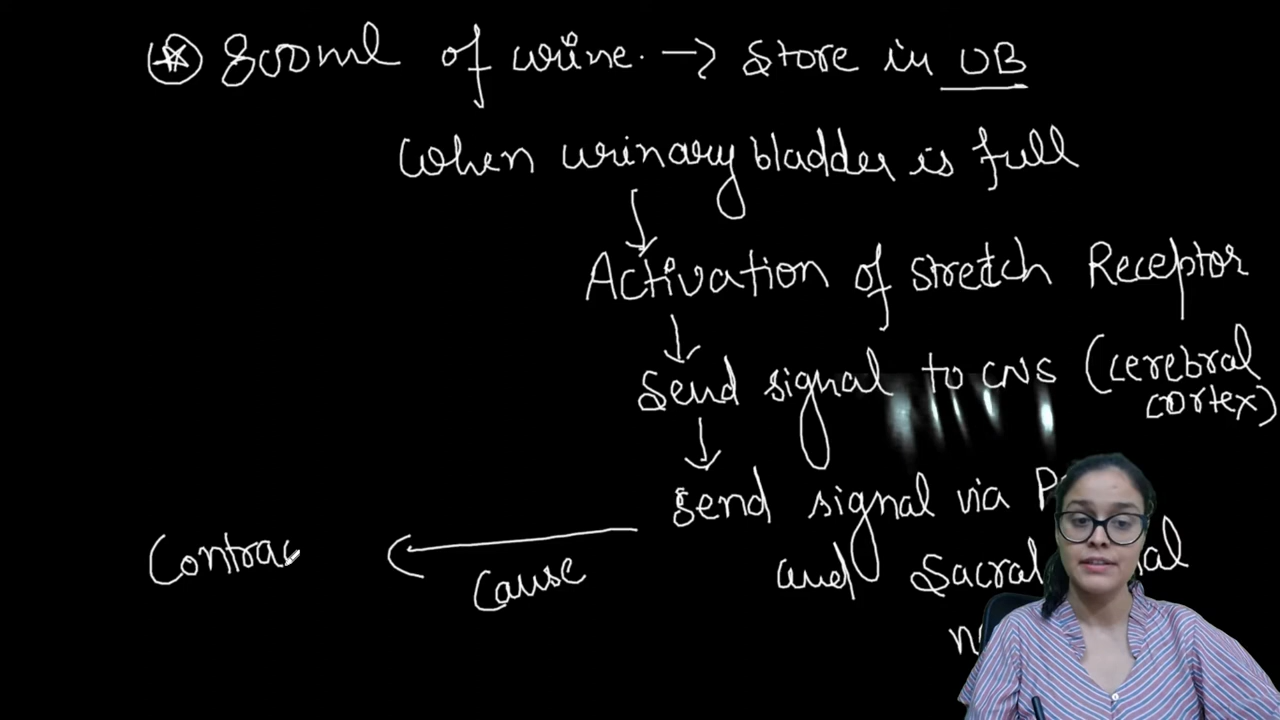 800ml of urine. → Store in UB
When urinary bladder is full
↓
Activation of stretch Receptor
↓
Send signal to CNS (cerebral
cortex)
↓
Send signal via
and Sacral
Cause
Contrac